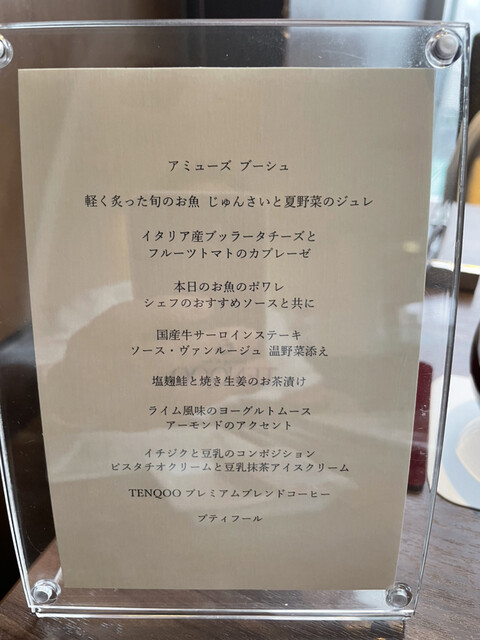 アミューズ ブーシュ
軽く炙った旬のお魚 じゅんさいと夏野菜のジュレ
イタリア産ブッラータチーズと
フルーツトマトのカプレーゼ
本日のお魚のポワレ
シェフのおすすめソースと共に
国産牛サーロインステーキ
ソース・ヴァンルージュ 温野菜添え
塩麹鮭と焼き生姜のお茶漬け
ライム風味のヨーグルトムース
アーモンドのアクセント
イチジクと豆乳のコンポジション
ピスタチオクリームと豆乳抹茶アイスクリーム
TENQOO プレミアムブレンドコーヒー
プティフール